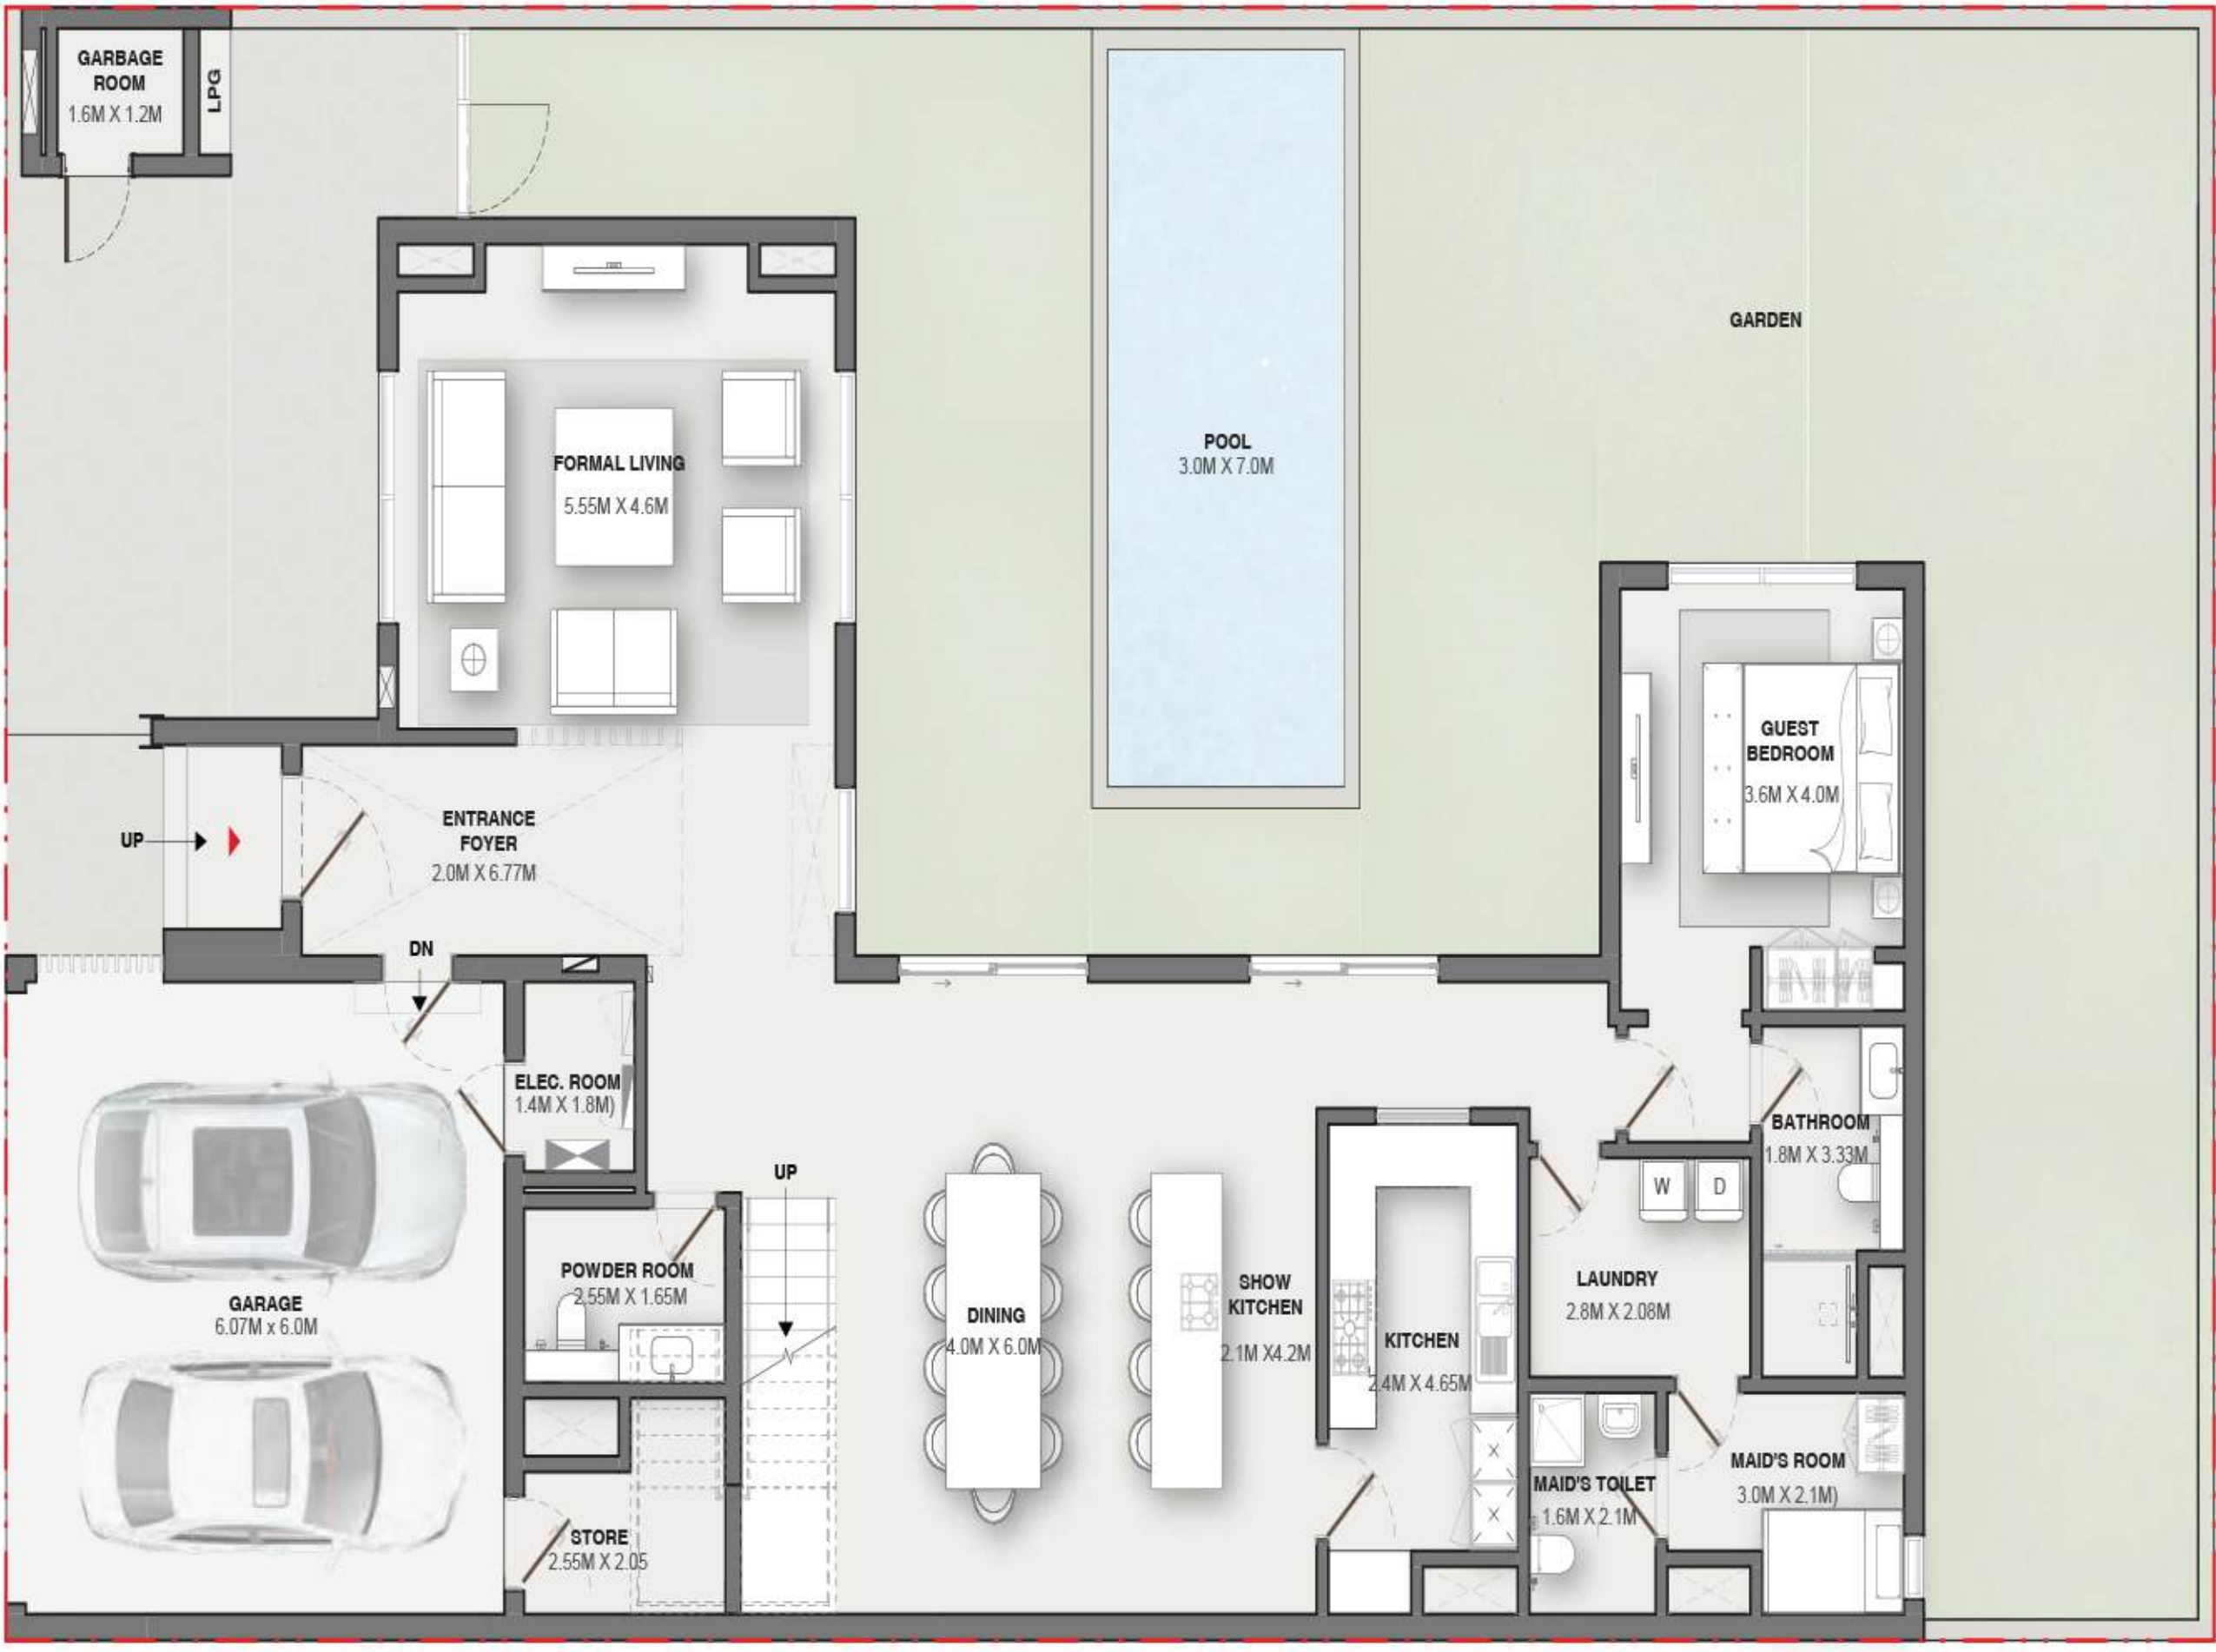 GARBAGE
ROOM
1.6M X 1.2M
LPG
GARDEN
POOL
3.0M X 7.0M
FORMAL LIVING
5.55M X 4.6M
GUEST
BEDROOM
3.6M X 4.0M
UP
ENTRANCE
FOYER
2.0M X 6.77M
DN
ELEC. ROOM
1.4M X 1.8M)
BATHROOM
1.8M X 3.33M
UP
W
D
POWDER ROOM
2.55M X 1.65M
SHOW
KITCHEN
2.1M X4.2M
LAUNDRY
2.8M X 2.08M
GARAGE
6.07M x 6.0M
DINING
4.0M X 6.0M
KITCHEN
2.4M X 4.65M
MAID'S TOILET
1.6M X 2.1M
MAID'S ROOM
3.0M X 2.1M)
STORE
2.55M X 2.05